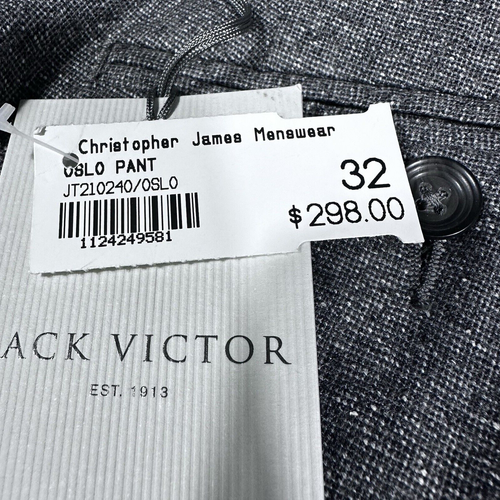 Christopher James Menswear
OSLO PANT
JT210240/OSLO
32
$298.00
1124249581
ACK VICTOR
EST. 1913